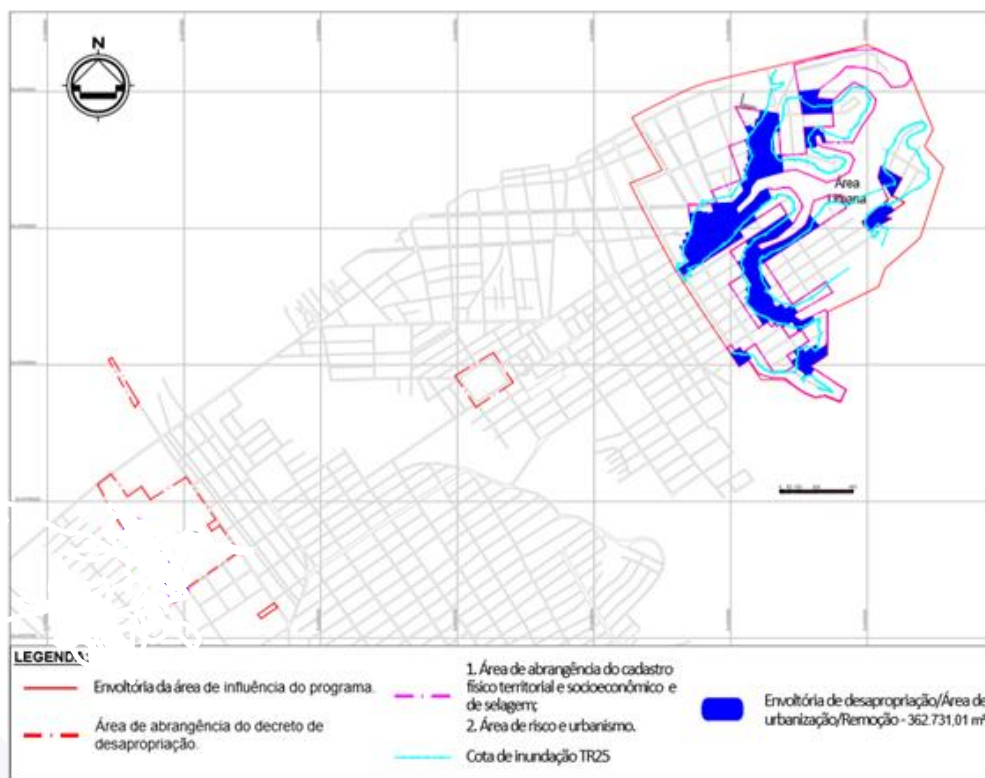 N
Área
Urbana
LEGENDA:
Envoltória da área de influência do programa.
Área de abrangência do decreto de
desapropriação.
1. Área de abrangência do cadastro
físico territorial e socioeconômico e
de selagem;
2. Área de risco e urbanismo.
Cota de inundação TR25
Envoltória de desapropriação/Área de
urbanização/Remoção - 362.731,01 m²